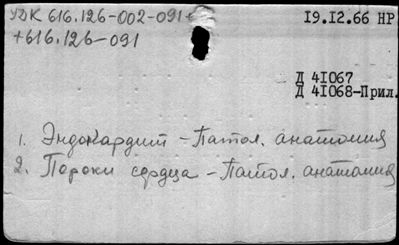 УДК 616.126-002-091+
19.12.66 НР
+616.126-091
Д 41067
Д 41068-Прил.
1. Эндокардит - Патол. анатомия
2. Пороки сердца - Патол. анатомия